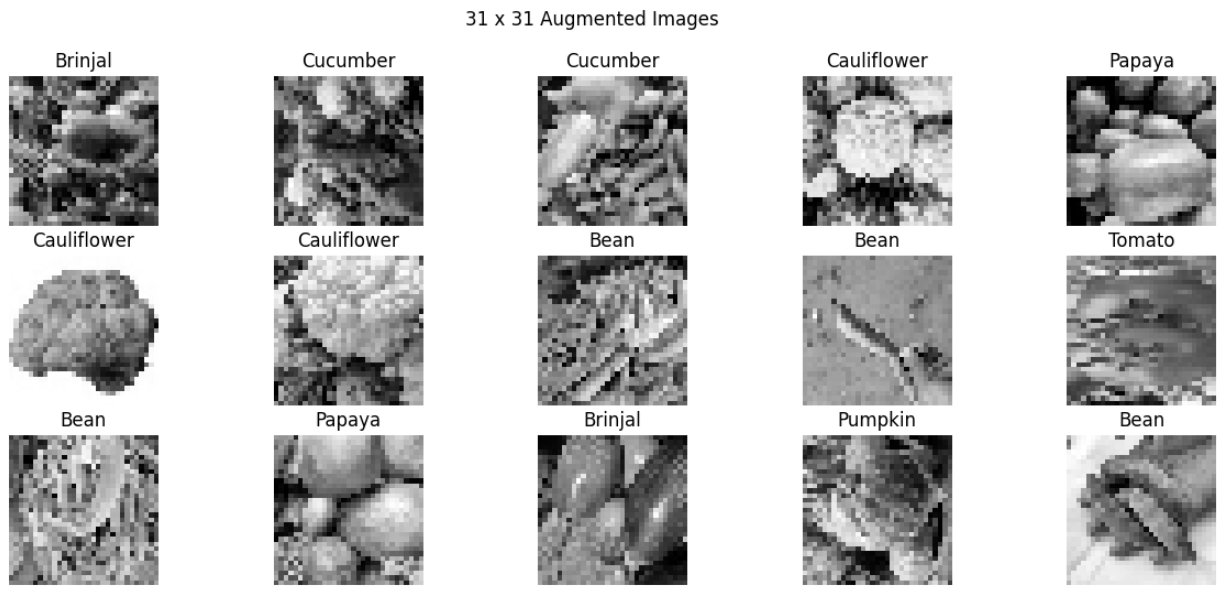 31 x 31 Augmented Images
Brinjal Cucumber Cucumber Cauliflower Papaya
Cauliflower Cauliflower Bean Bean Tomato
Bean Papaya Brinjal Pumpkin Bean